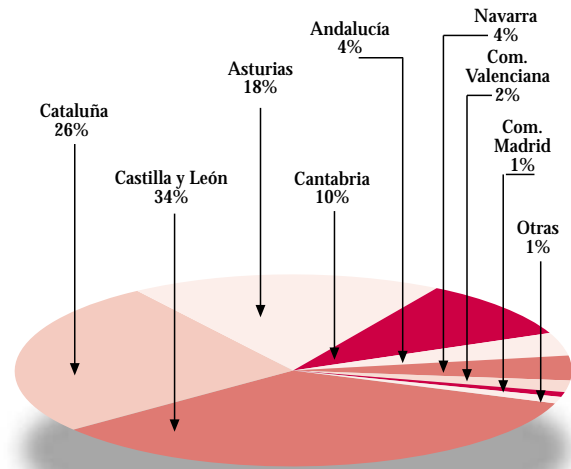 Cataluña
26%
Castilla y León
34%
Asturias
18%
Cantabria
10%
Andalucía
4%
Navarra
4%
Com.
Valenciana
2%
Com.
Madrid
1%
Otras
1%